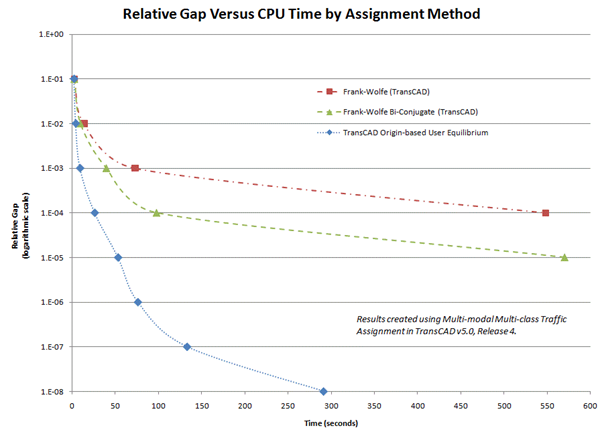 Relative Gap Versus CPU Time by Assignment Method
1.E+00
1.E-01
1.E-02
1.E-03
1.E-04
1.E-05
1.E-06
1.E-07
1.E-08
Relative Gap
(logarithmic scale)
Frank-Wolfe (TransCAD)
Frank-Wolfe Bi-Conjugate (TransCAD)
TransCAD Origin-based User Equilibrium
Results created using Multi-modal Multi-class Traffic
Assignment in TransCAD v5.0, Release 4.
0 50 100 150 200 250 300 350 400 450 500 550 600
Time (seconds)